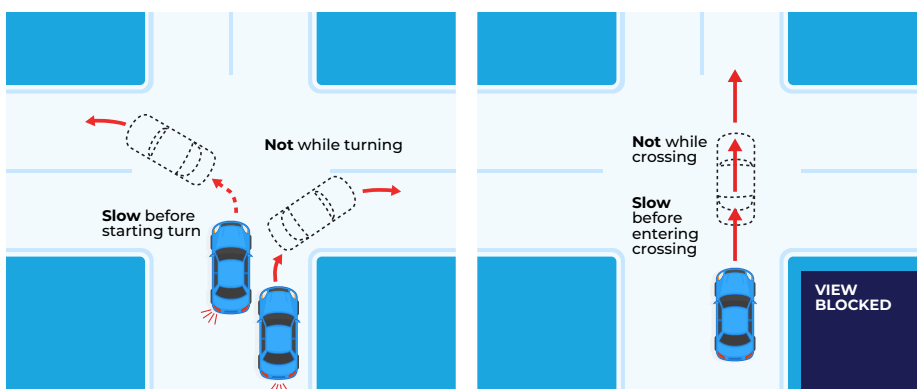 Not while turning
Slow before
starting turn
Not while
crossing
Slow
before
entering
crossing
VIEW
BLOCKED